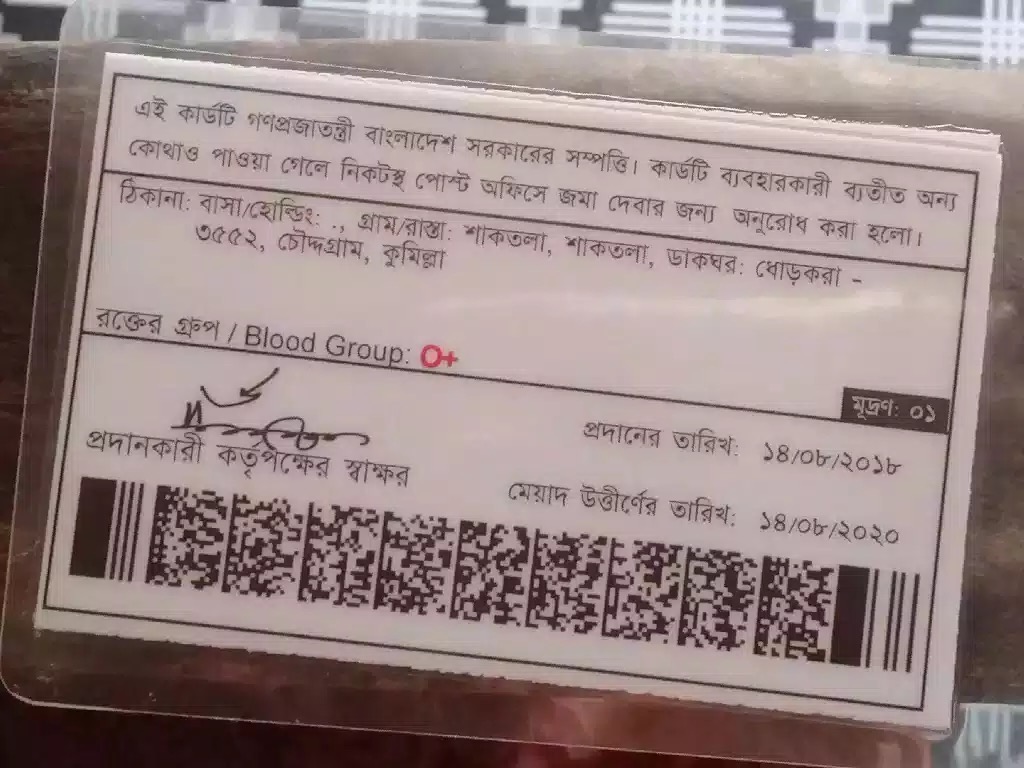 এই কার্ডটি গণপ্রজাতন্ত্রী বাংলাদেশ সরকারের সম্পত্তি। কার্ডটি ব্যবহারকারী ব্যতীত অন্য
কোথাও পাওয়া গেলে নিকটস্থ পোস্ট অফিসে জমা দেবার জন্য অনুরোধ করা হলো।
ঠিকানা: বাসা/হোল্ডিং: ., গ্রাম/রাস্তা: শাকতলা, শাকতলা, ডাকঘর: ধোড়করা -
৩৫৫২, চৌদ্দগ্রাম, কুমিল্লা
রক্তের গ্রুপ / Blood Group: O+
মুদ্রণ: ০১
প্রদানকারী কর্তৃপক্ষের স্বাক্ষর
প্রদানের তারিখ: ১৪/০৮/২০১৮
মেয়াদ উত্তীর্ণের তারিখ: ১৪/০৮/২০২০